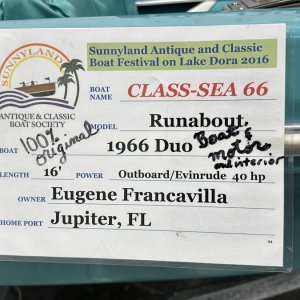 SUNNYLAND
ANTIQUE & CLASSIC
BOAT SOCIETY
Sunnyland Antique and Classic
Boat Festival on Lake Dora 2016
BOAT
NAME CLASS-SEA 66
MODEL Runabout
BOAT 1966 Duo
100%
original
Boat &
motor
and interior
LENGTH 16' POWER Outboard/Evinrude 40 hp
OWNER Eugene Francavilla
HOME PORT Jupiter, FL